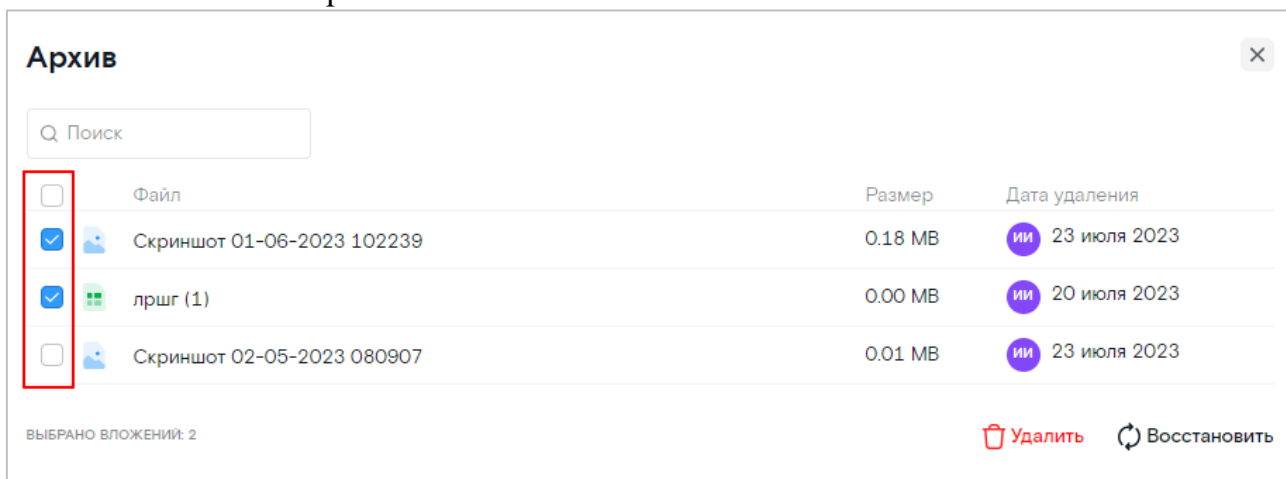 Архив
Поиск
Файл Размер Дата удаления
Скриншот 01-06-2023 102239 0.18 MB ИИ 23 июля 2023
лршг (1) 0.00 MB ИИ 20 июля 2023
Скриншот 02-05-2023 080907 0.01 MB ИИ 23 июля 2023
ВЫБРАНО ВЛОЖЕНИЙ: 2 Удалить Восстановить